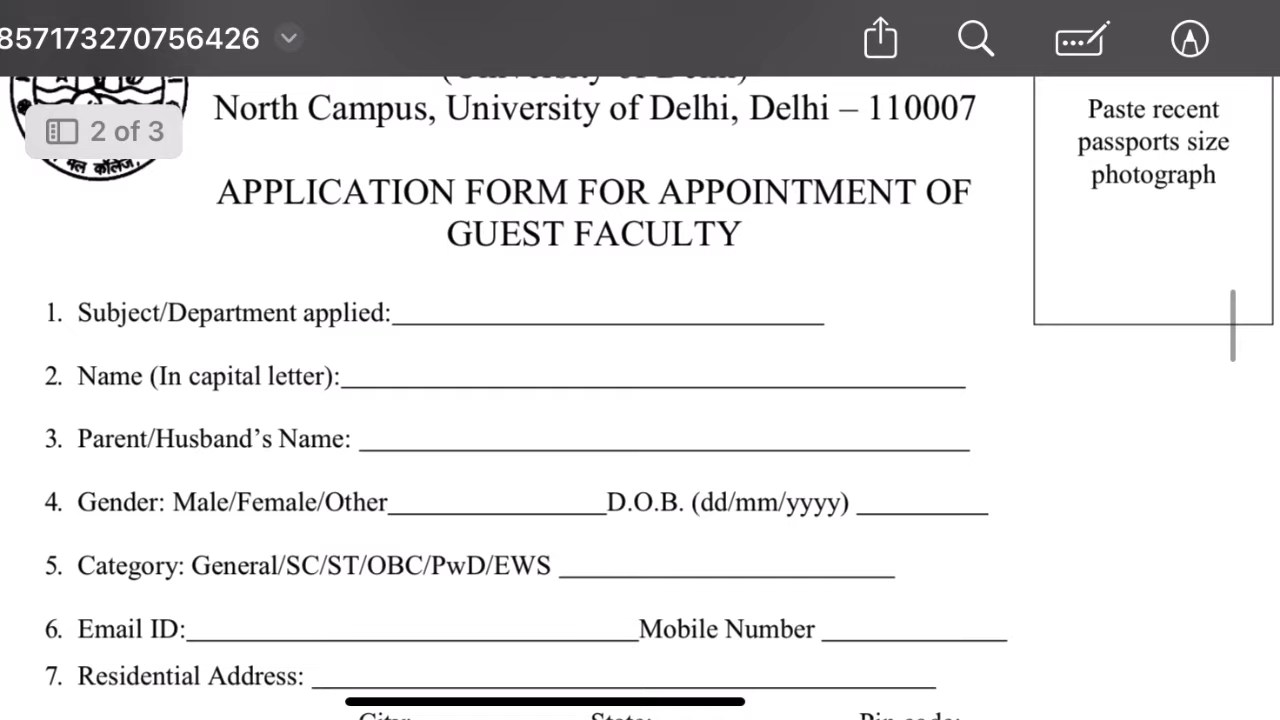 857173270756426
2 of 3
North Campus, University of Delhi, Delhi – 110007
Paste recent
passports size
photograph
APPLICATION FORM FOR APPOINTMENT OF
GUEST FACULTY
1. Subject/Department applied:
2. Name (In capital letter):
3. Parent/Husband’s Name:
4. Gender: Male/Female/Other D.O.B. (dd/mm/yyyy)
5. Category: General/SC/ST/OBC/PwD/EWS
6. Email ID: Mobile Number
7. Residential Address: